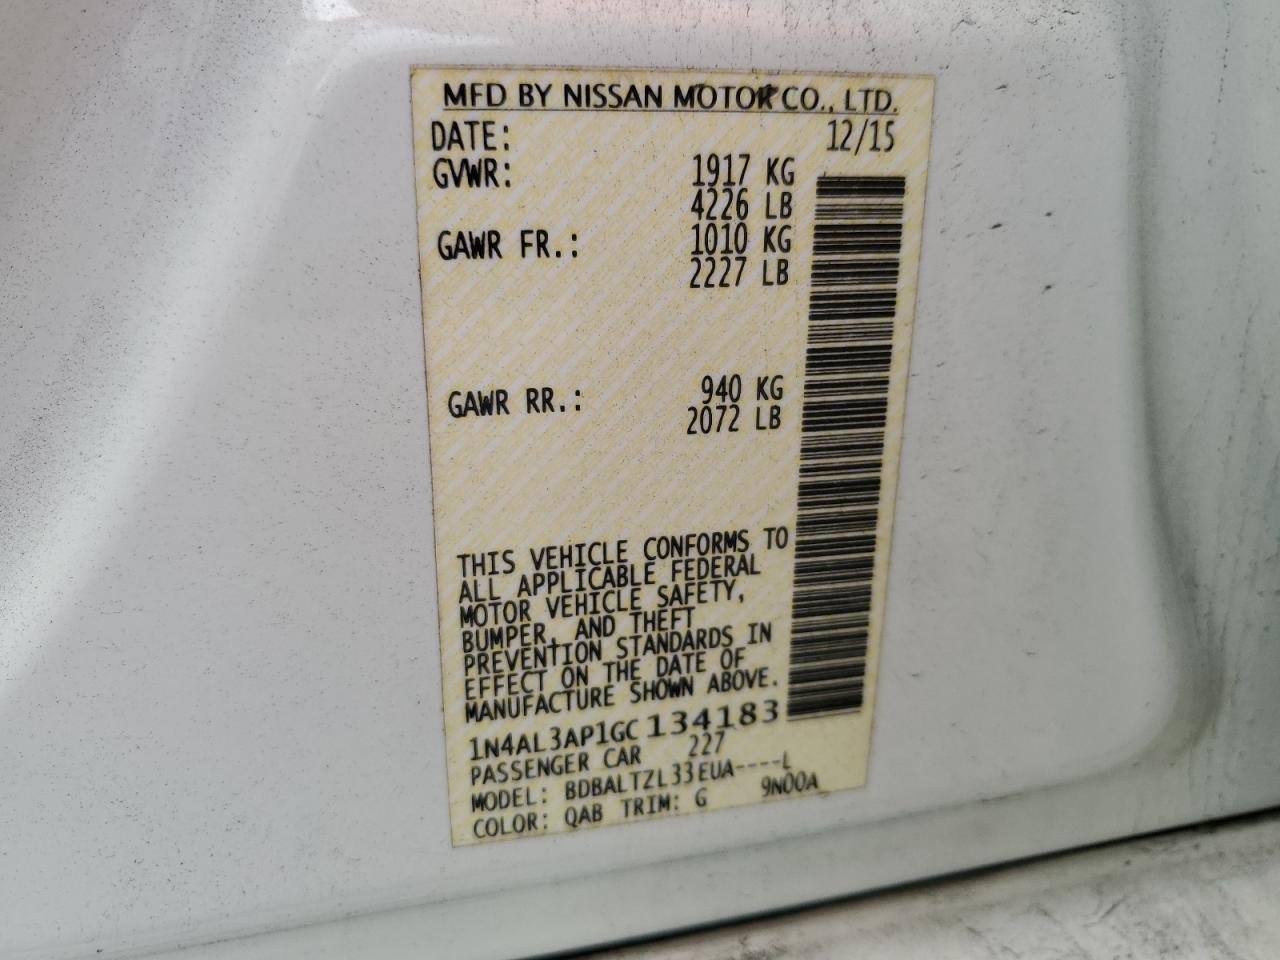 MFD BY NISSAN MOTOR CO., LTD.
DATE: 12/15
GVWR: 1917 KG
4226 LB
GAWR FR.: 1010 KG
2227 LB
GAWR RR.: 940 KG
2072 LB
THIS VEHICLE CONFORMS TO
ALL APPLICABLE FEDERAL
MOTOR VEHICLE SAFETY,
BUMPER, AND THEFT
PREVENTION STANDARDS IN
EFFECT ON THE DATE OF
MANUFACTURE SHOWN ABOVE.
1N4AL3AP1GC134183
PASSENGER CAR 227
MODEL: BDBALTZL33EUA----L
COLOR: QAB TRIM: G 9N00A